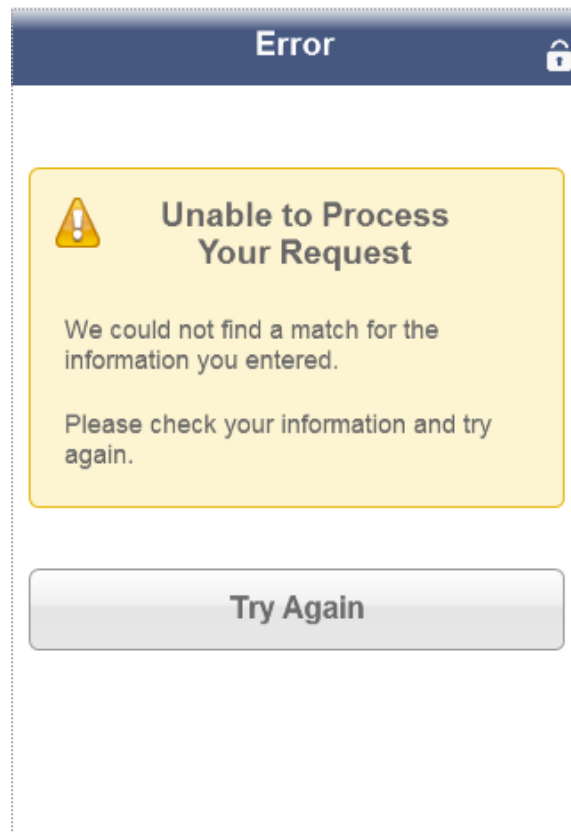 Error
Unable to Process
Your Request
We could not find a match for the
information you entered.
Please check your information and try
again.
Try Again